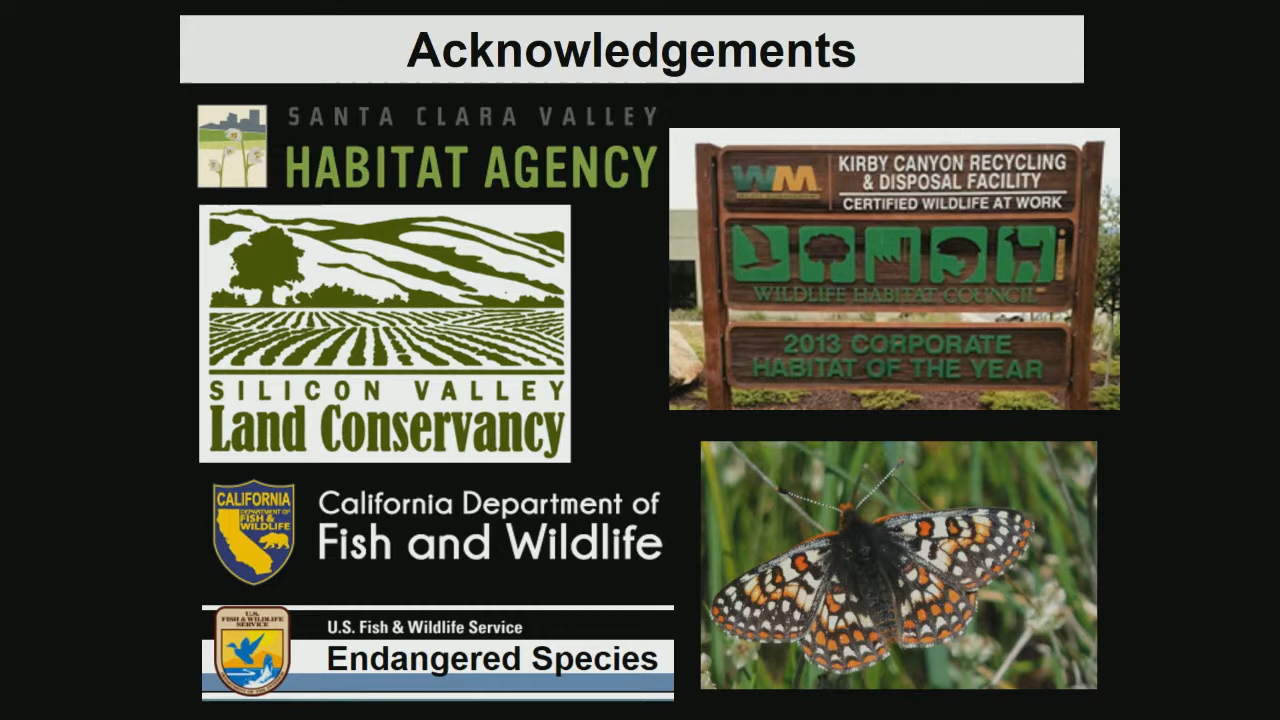 Acknowledgements
SANTA CLARA VALLEY
HABITAT AGENCY
SILICON VALLEY
Land Conservancy
CALIFORNIA
DEPARTMENT OF
FISH &
WILDLIFE
California Department of
Fish and Wildlife
U.S.
FISH & WILDLIFE
SERVICE
U.S. Fish & Wildlife Service
Endangered Species
WM
KIRBY CANYON RECYCLING
& DISPOSAL FACILITY
CERTIFIED WILDLIFE AT WORK
WILDLIFE HABITAT COUNCIL
2013 CORPORATE
HABITAT OF THE YEAR